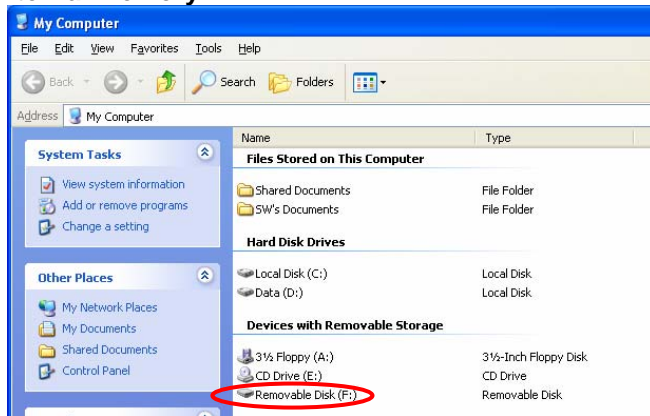 My Computer
File Edit View Favorites Tools Help
Back Search Folders
Address My Computer
Name Type
System Tasks
View system information
Add or remove programs
Change a setting
Other Places
My Network Places
My Documents
Shared Documents
Control Panel
Files Stored on This Computer
Shared Documents File Folder
SW's Documents File Folder
Hard Disk Drives
Local Disk (C:) Local Disk
Data (D:) Local Disk
Devices with Removable Storage
3½ Floppy (A:) 3½-Inch Floppy Disk
CD Drive (E:) CD Drive
Removable Disk (F:) Removable Disk